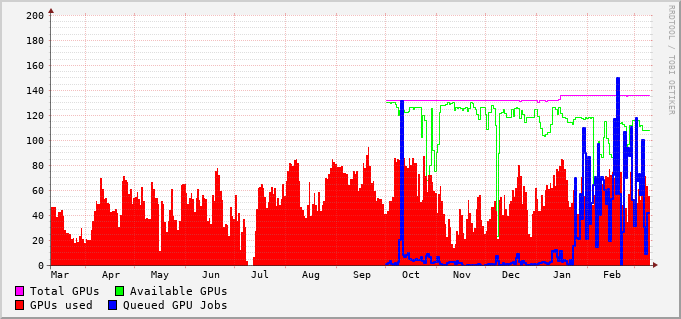 200
180
160
140
120
100
80
60
40
20
0
Mar Apr May Jun Jul Aug Sep Oct Nov Dec Jan Feb
Total GPUs Available GPUs
GPUs used Queued GPU Jobs
RRDTOOL / TOBI OETIKER